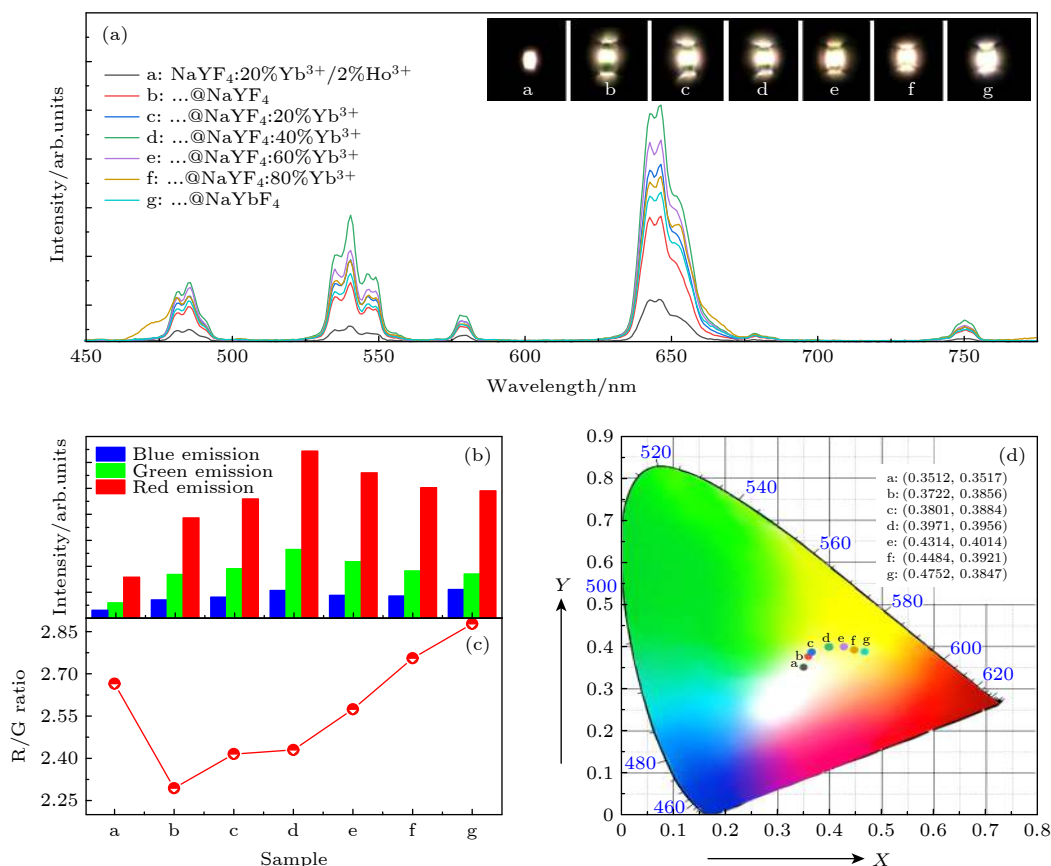 (a)
a: NaYF₄:20%Yb³⁺/2%Ho³⁺
b: ...@NaYF₄
c: ...@NaYF₄:20%Yb³⁺
d: ...@NaYF₄:40%Yb³⁺
e: ...@NaYF₄:60%Yb³⁺
f: ...@NaYF₄:80%Yb³⁺
g: ...@NaYbF₄
a b c d e f g
Intensity/arb.units
450 500 550 600 650 700 750
Wavelength/nm
(b)
Blue emission
Green emission
Red emission
Intensity/arb.units
(c)
2.85
2.70
2.55
2.40
2.25
R/G ratio
a b c d e f g
Sample
(d)
a: (0.3512, 0.3517)
b: (0.3722, 0.3856)
c: (0.3801, 0.3884)
d: (0.3971, 0.3956)
e: (0.4314, 0.4014)
f: (0.4484, 0.3921)
g: (0.4752, 0.3847)
0.9
0.8
0.7
0.6
0.5
0.4
0.3
0.2
0.1
0
Y
520
540
560
500
580
600
620
480
460
a b c d e f g
0 0.1 0.2 0.3 0.4 0.5 0.6 0.7 0.8
X